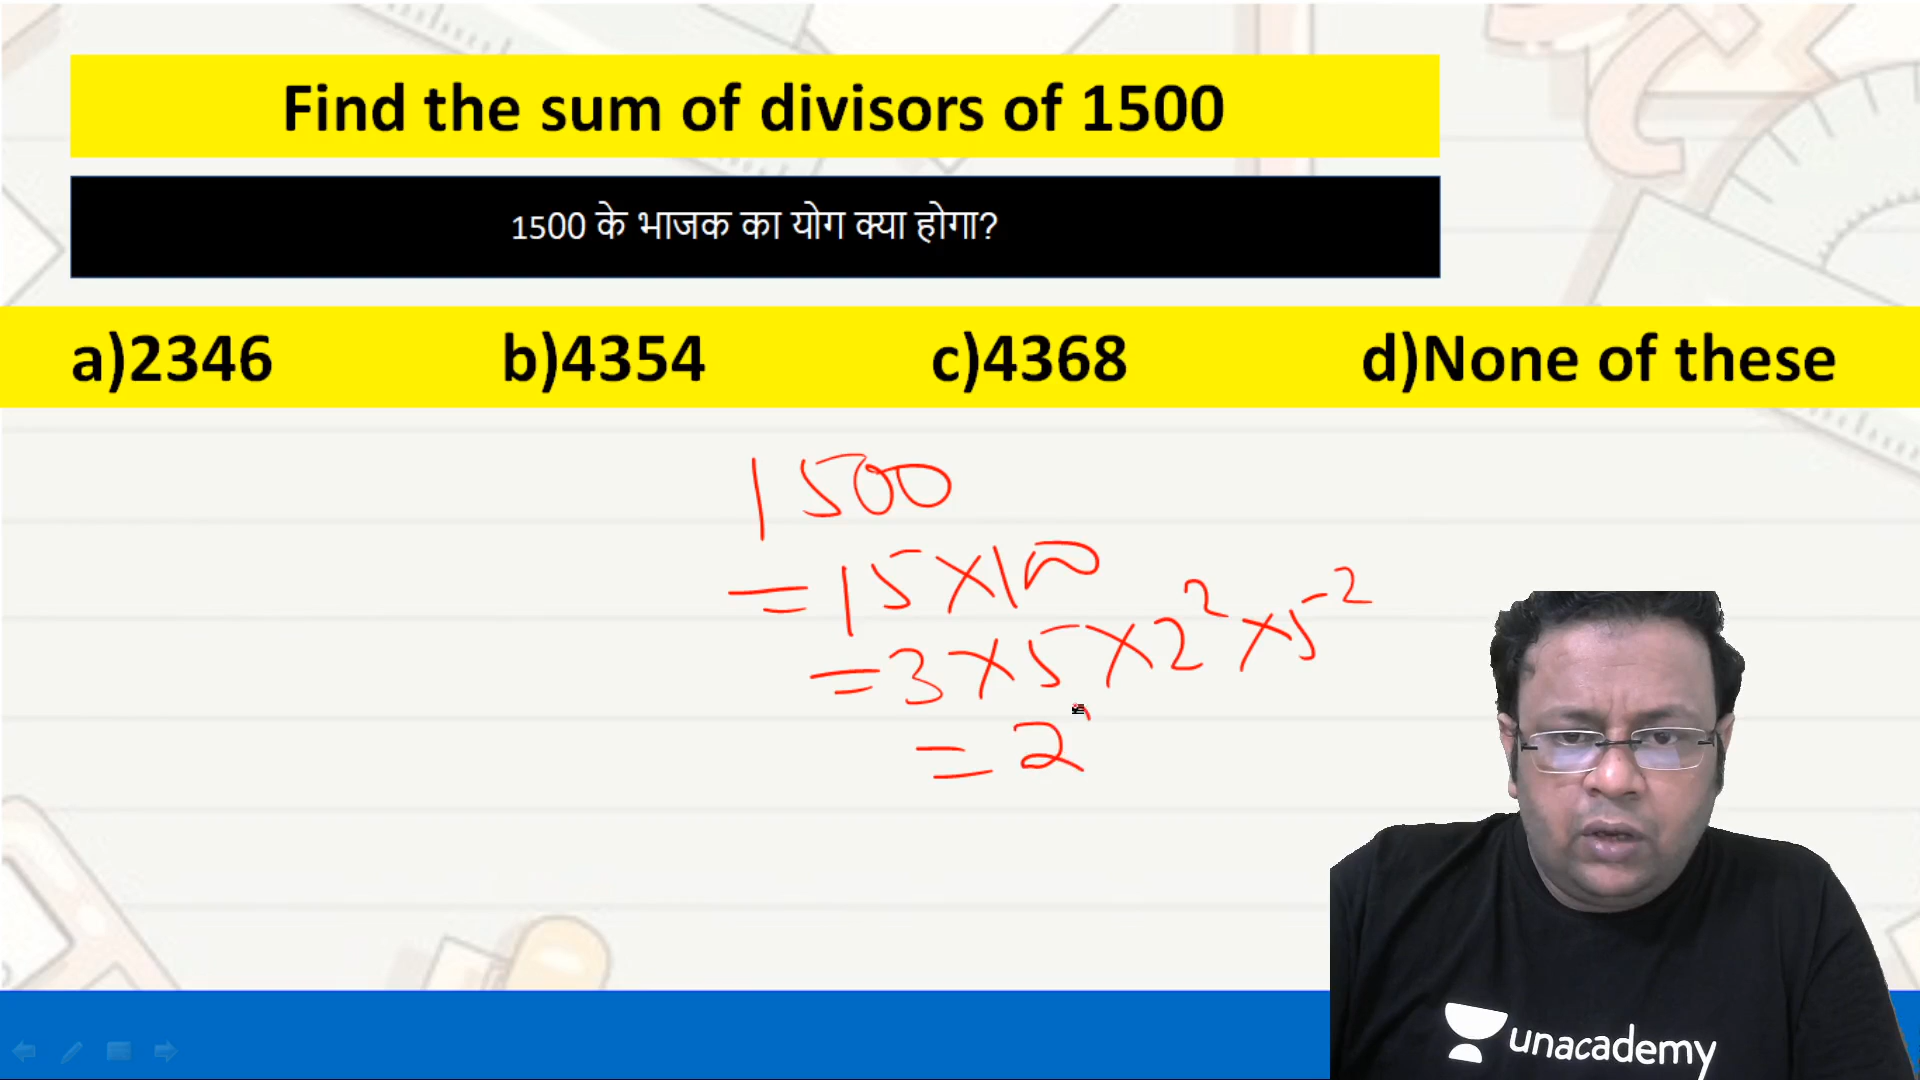 Find the sum of divisors of 1500
1500 के भाजक का योग क्या होगा?
a)2346 b)4354 c)4368 d)None of these
1500
=15×100
=3×5×2²×5²
=2
unacademy